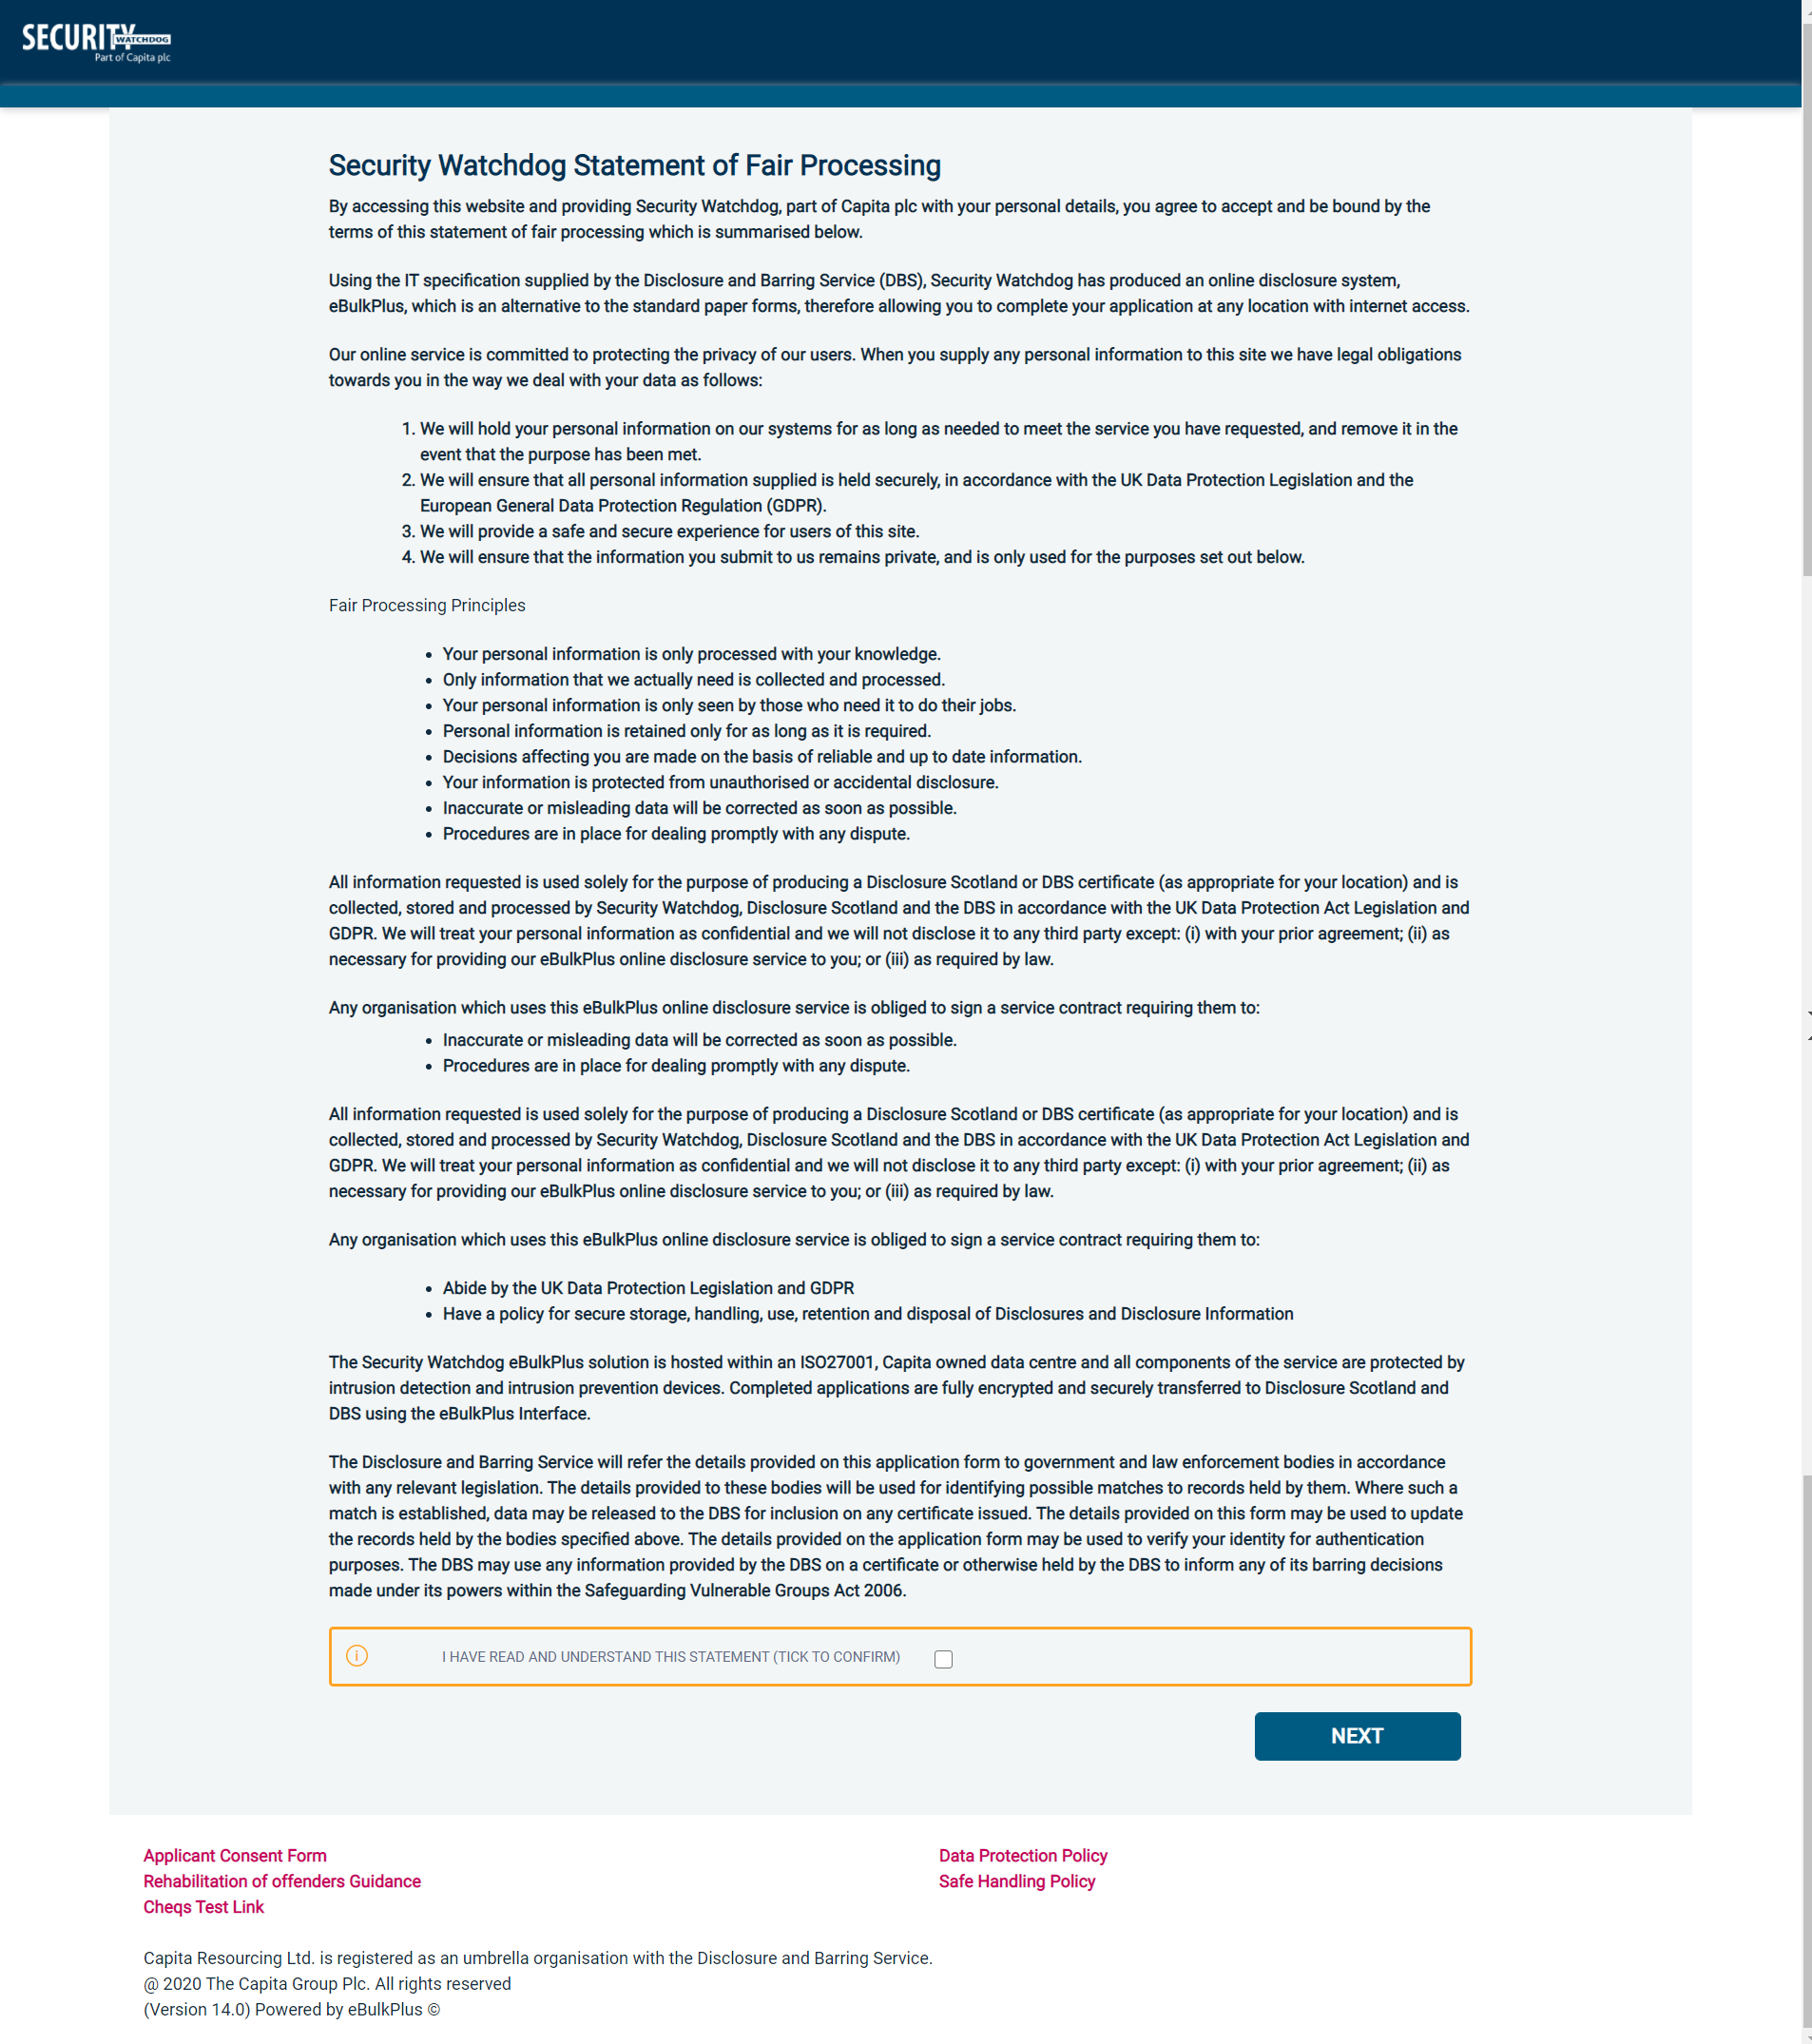 SECURITY
WATCHDOG
Part of Capita plc
Security Watchdog Statement of Fair Processing
By accessing this website and providing Security Watchdog, part of Capita plc with your personal details, you agree to accept and be bound by the
terms of this statement of fair processing which is summarised below.
Using the IT specification supplied by the Disclosure and Barring Service (DBS), Security Watchdog has produced an online disclosure system,
eBulkPlus, which is an alternative to the standard paper forms, therefore allowing you to complete your application at any location with internet access.
Our online service is committed to protecting the privacy of our users. When you supply any personal information to this site we have legal obligations
towards you in the way we deal with your data as follows:
1. We will hold your personal information on our systems for as long as needed to meet the service you have requested, and remove it in the
event that the purpose has been met.
2. We will ensure that all personal information supplied is held securely, in accordance with the UK Data Protection Legislation and the
European General Data Protection Regulation (GDPR).
3. We will provide a safe and secure experience for users of this site.
4. We will ensure that the information you submit to us remains private, and is only used for the purposes set out below.
Fair Processing Principles
• Your personal information is only processed with your knowledge.
• Only information that we actually need is collected and processed.
• Your personal information is only seen by those who need it to do their jobs.
• Personal information is retained only for as long as it is required.
• Decisions affecting you are made on the basis of reliable and up to date information.
• Your information is protected from unauthorised or accidental disclosure.
• Inaccurate or misleading data will be corrected as soon as possible.
• Procedures are in place for dealing promptly with any dispute.
All information requested is used solely for the purpose of producing a Disclosure Scotland or DBS certificate (as appropriate for your location) and is
collected, stored and processed by Security Watchdog, Disclosure Scotland and the DBS in accordance with the UK Data Protection Act Legislation and
GDPR. We will treat your personal information as confidential and we will not disclose it to any third party except: (i) with your prior agreement; (ii) as
necessary for providing our eBulkPlus online disclosure service to you; or (iii) as required by law.
Any organisation which uses this eBulkPlus online disclosure service is obliged to sign a service contract requiring them to:
• Inaccurate or misleading data will be corrected as soon as possible.
• Procedures are in place for dealing promptly with any dispute.
All information requested is used solely for the purpose of producing a Disclosure Scotland or DBS certificate (as appropriate for your location) and is
collected, stored and processed by Security Watchdog, Disclosure Scotland and the DBS in accordance with the UK Data Protection Act Legislation and
GDPR. We will treat your personal information as confidential and we will not disclose it to any third party except: (i) with your prior agreement; (ii) as
necessary for providing our eBulkPlus online disclosure service to you; or (iii) as required by law.
Any organisation which uses this eBulkPlus online disclosure service is obliged to sign a service contract requiring them to:
• Abide by the UK Data Protection Legislation and GDPR
• Have a policy for secure storage, handling, use, retention and disposal of Disclosures and Disclosure Information
The Security Watchdog eBulkPlus solution is hosted within an ISO27001, Capita owned data centre and all components of the service are protected by
intrusion detection and intrusion prevention devices. Completed applications are fully encrypted and securely transferred to Disclosure Scotland and
DBS using the eBulkPlus Interface.
The Disclosure and Barring Service will refer the details provided on this application form to government and law enforcement bodies in accordance
with any relevant legislation. The details provided to these bodies will be used for identifying possible matches to records held by them. Where such a
match is established, data may be released to the DBS for inclusion on any certificate issued. The details provided on this form may be used to update
the records held by the bodies specified above. The details provided on the application form may be used to verify your identity for authentication
purposes. The DBS may use any information provided by the DBS on a certificate or otherwise held by the DBS to inform any of its barring decisions
made under its powers within the Safeguarding Vulnerable Groups Act 2006.
I HAVE READ AND UNDERSTAND THIS STATEMENT (TICK TO CONFIRM)
NEXT
Applicant Consent Form
Rehabilitation of offenders Guidance
Cheqs Test Link
Data Protection Policy
Safe Handling Policy
Capita Resourcing Ltd. is registered as an umbrella organisation with the Disclosure and Barring Service.
@ 2020 The Capita Group Plc. All rights reserved
(Version 14.0) Powered by eBulkPlus ©